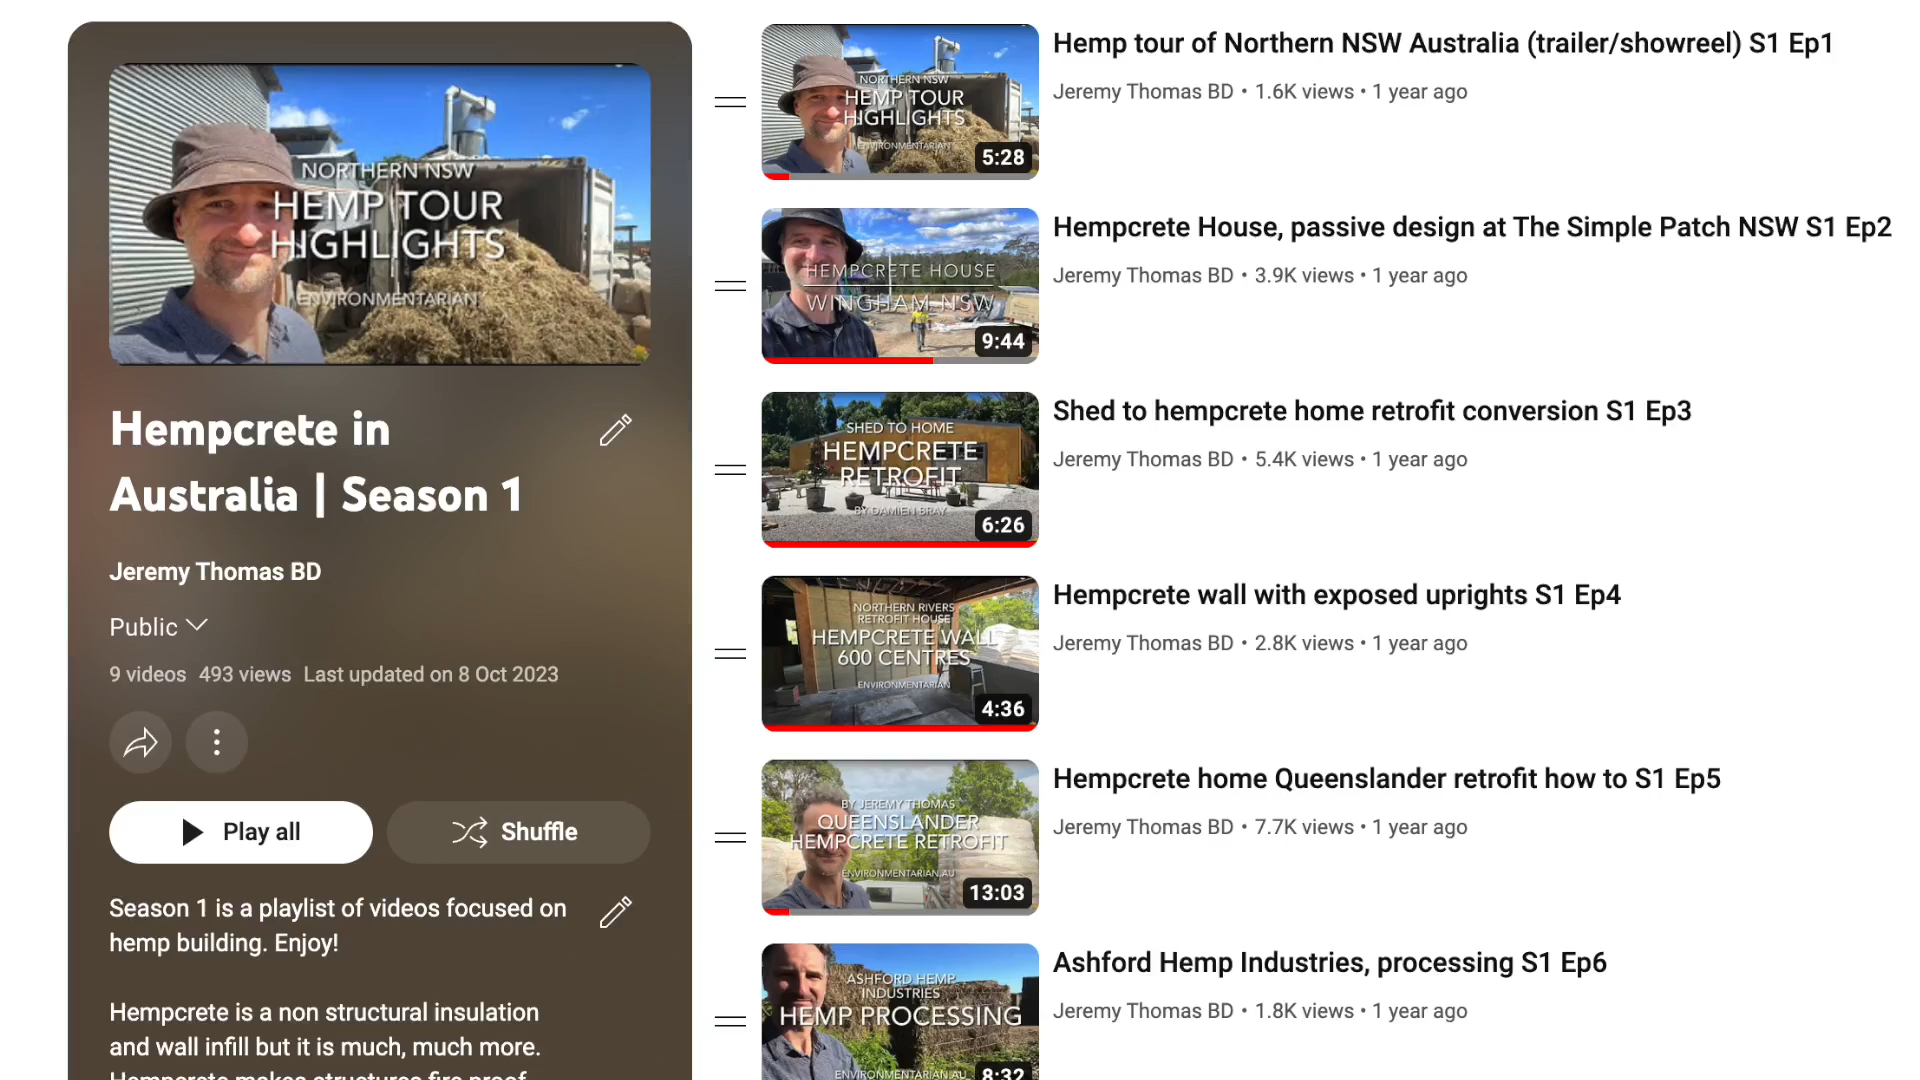 NORTHERN NSW
HEMP TOUR
HIGHLIGHTS
ENVIRONMENTARIAN
Hempcrete in
Australia | Season 1
Jeremy Thomas BD
Public
9 videos 493 views Last updated on 8 Oct 2023
Play all
Shuffle
Season 1 is a playlist of videos focused on
hemp building. Enjoy!
Hempcrete is a non structural insulation
and wall infill but it is much, much more.
Hempcrete makes structures fire proof,
NORTHERN NSW
HEMP TOUR
HIGHLIGHTS
ENVIRONMENTARIAN
5:28
Hemp tour of Northern NSW Australia (trailer/showreel) S1 Ep1
Jeremy Thomas BD • 1.6K views • 1 year ago
HEMPCRETE HOUSE
WINGHAM NSW
9:44
Hempcrete House, passive design at The Simple Patch NSW S1 Ep2
Jeremy Thomas BD • 3.9K views • 1 year ago
SHED TO HOME
HEMPCRETE
RETROFIT
BY DAMIEN BRAY
6:26
Shed to hempcrete home retrofit conversion S1 Ep3
Jeremy Thomas BD • 5.4K views • 1 year ago
NORTHERN RIVERS
RETROFIT HOUSE
HEMPCRETE WALL
600 CENTRES
ENVIRONMENTARIAN
4:36
Hempcrete wall with exposed uprights S1 Ep4
Jeremy Thomas BD • 2.8K views • 1 year ago
BY JEREMY THOMAS
QUEENSLANDER
HEMPCRETE RETROFIT
ENVIRONMENTARIAN.AU
13:03
Hempcrete home Queenslander retrofit how to S1 Ep5
Jeremy Thomas BD • 7.7K views • 1 year ago
ASHFORD HEMP
INDUSTRIES
HEMP PROCESSING
ENVIRONMENTARIAN.AU
8:32
Ashford Hemp Industries, processing S1 Ep6
Jeremy Thomas BD • 1.8K views • 1 year ago